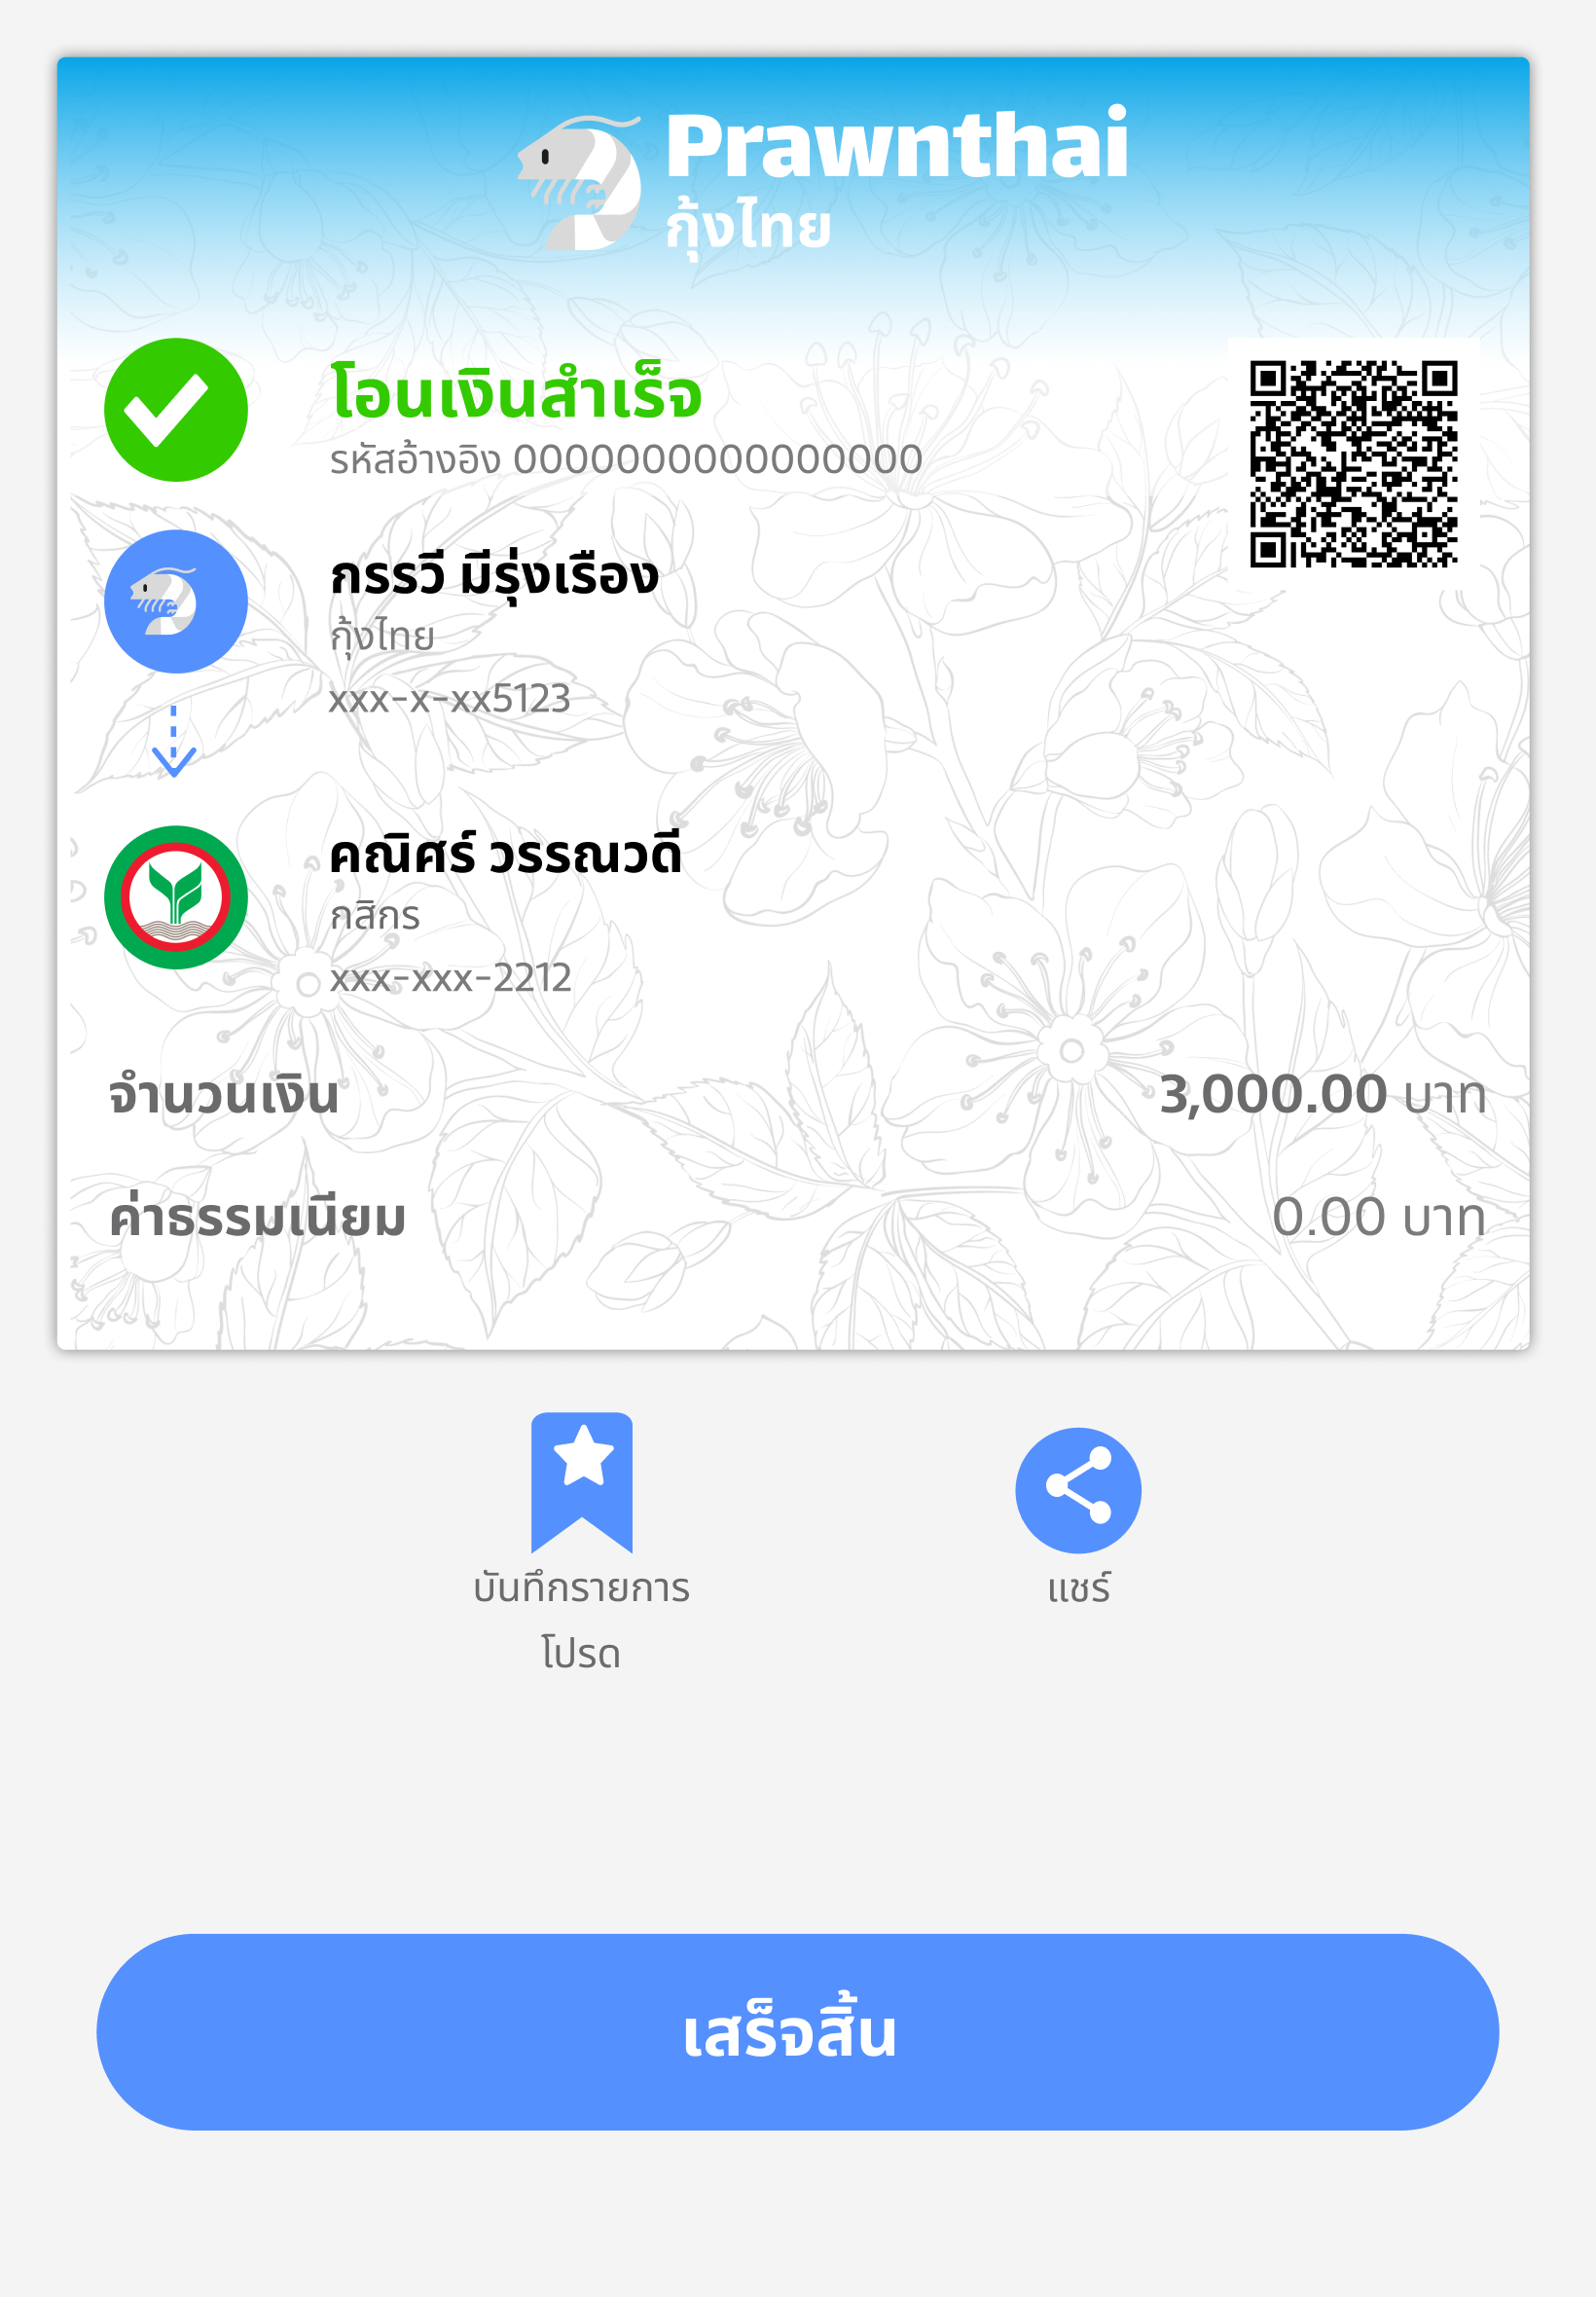 Prawnthai
กุ้งไทย
โอนเงินสำเร็จ
รหัสอ้างอิง 0000000000000000
กรรวี มีรุ่งเรือง
กุ้งไทย
xxx-x-xx5123
คณิศร์ วรรณวดี
กสิกร
xxx-xxx-2212
จำนวนเงิน 3,000.00 บาท
ค่าธรรมเนียม 0.00 บาท
บันทึกรายการ
โปรด
แชร์
เสร็จสิ้น